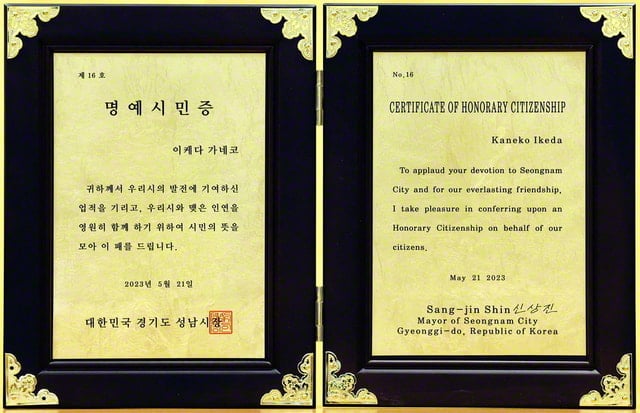 제 16 호
명예시민증
이케다 가네코
귀하께서 우리시의 발전에 기여하신
업적을 기리고, 우리시와 맺은 인연을
영원히 함께 하기 위하여 시민의 뜻을
모아 이 패를 드립니다.
2023년 5월 21일
대한민국 경기도 성남시장
No,16
CERTIFICATE OF HONORARY CITIZENSHIP
Kaneko Ikeda
To applaud your devotion to Seongnam
City and for our everlasting friendship,
I take pleasure in conferring upon an
Honorary Citizenship on behalf of our
citizens.
May 21 2023
Sang-jin Shin 신상진
Mayor of Seongnam City
Gyeonggi-do, Republic of Korea